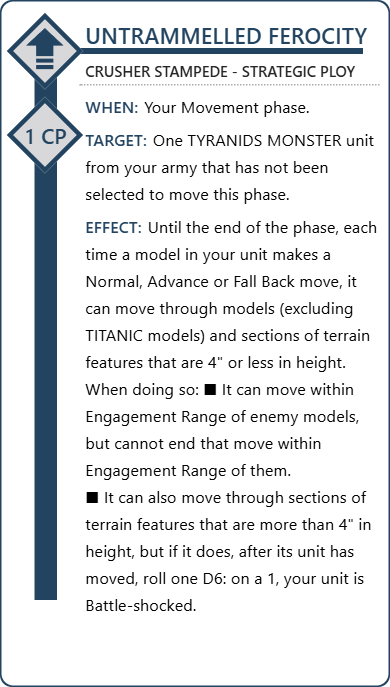 UNTRAMMELLED FEROCITY
CRUSHER STAMPEDE - STRATEGIC PLOY
1 CP
WHEN: Your Movement phase.
TARGET: One TYRANIDS MONSTER unit
from your army that has not been
selected to move this phase.
EFFECT: Until the end of the phase, each
time a model in your unit makes a
Normal, Advance or Fall Back move, it
can move through models (excluding
TITANIC models) and sections of terrain
features that are 4" or less in height.
When doing so: ■ It can move within
Engagement Range of enemy models,
but cannot end that move within
Engagement Range of them.
■ It can also move through sections of
terrain features that are more than 4" in
height, but if it does, after its unit has
moved, roll one D6: on a 1, your unit is
Battle-shocked.